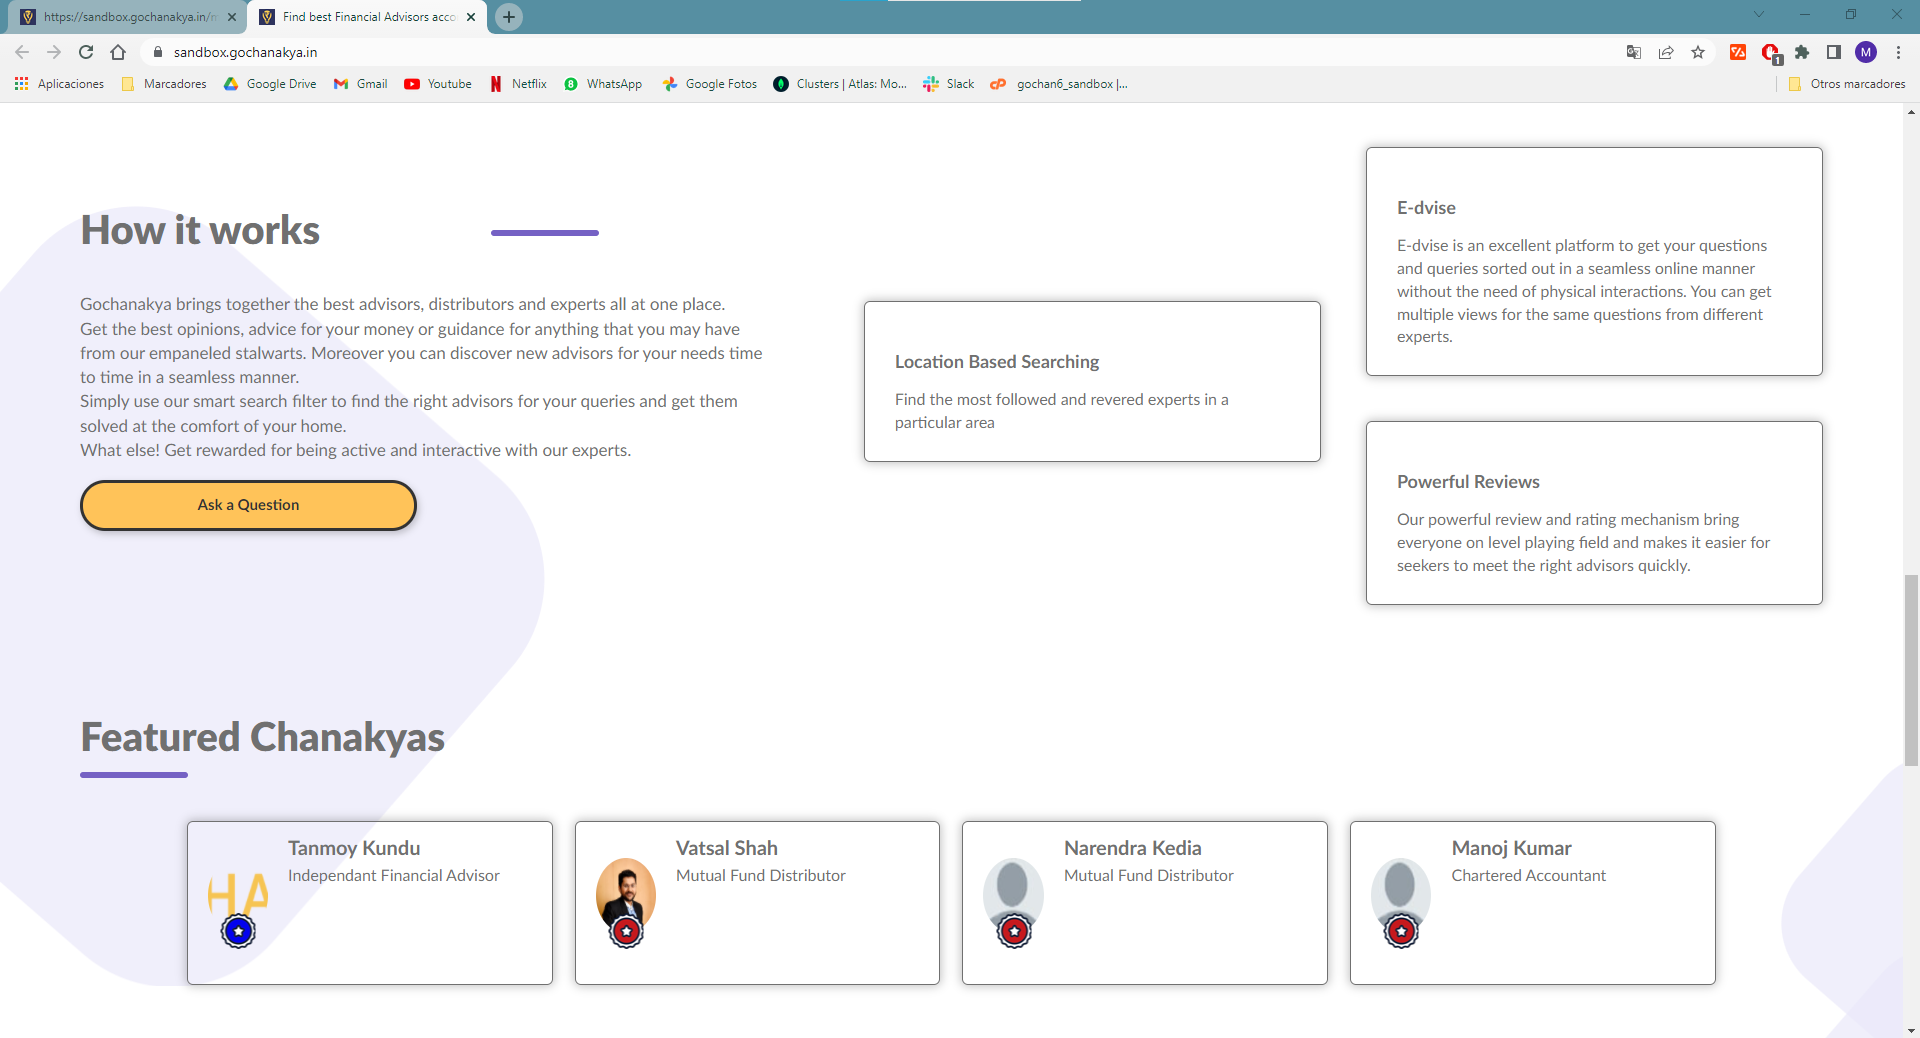 https://sandbox.gochanakya.in/m
Find best Financial Advisors acco
sandbox.gochanakya.in
1
M
Aplicaciones
Marcadores
Google Drive
Gmail
Youtube
Netflix
8
WhatsApp
Google Fotos
Clusters | Atlas: Mo...
Slack
cP
gochan6_sandbox |...
Otros marcadores
How it works
Gochanakya brings together the best advisors, distributors and experts all at one place.
Get the best opinions, advice for your money or guidance for anything that you may have
from our empaneled stalwarts. Moreover you can discover new advisors for your needs time
to time in a seamless manner.
Simply use our smart search filter to find the right advisors for your queries and get them
solved at the comfort of your home.
What else! Get rewarded for being active and interactive with our experts.
Ask a Question
Location Based Searching
Find the most followed and revered experts in a
particular area
E-dvise
E-dvise is an excellent platform to get your questions
and queries sorted out in a seamless online manner
without the need of physical interactions. You can get
multiple views for the same questions from different
experts.
Powerful Reviews
Our powerful review and rating mechanism bring
everyone on level playing field and makes it easier for
seekers to meet the right advisors quickly.
Featured Chanakyas
HA
Tanmoy Kundu
Independant Financial Advisor
Vatsal Shah
Mutual Fund Distributor
Narendra Kedia
Mutual Fund Distributor
Manoj Kumar
Chartered Accountant